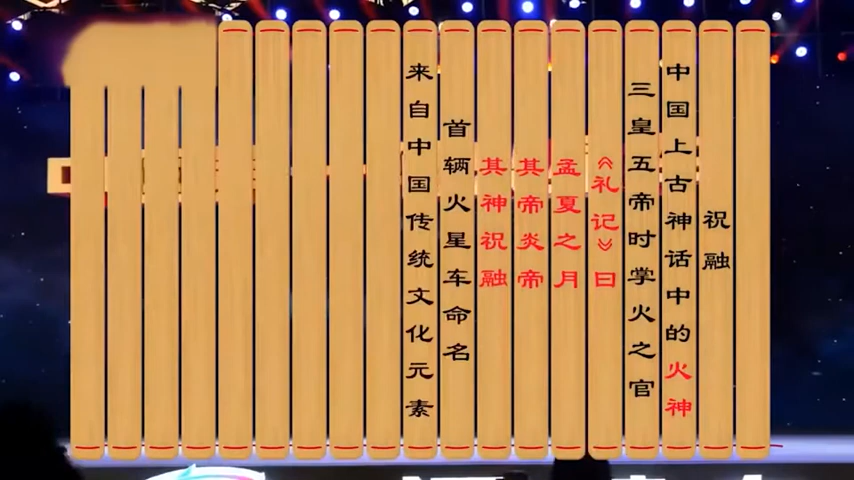 祝融
中国上古神话中的火神
三皇五帝时掌火之官
《礼记》曰
孟夏之月
其帝炎帝
其神祝融
首辆火星车命名
来自中国传统文化元素